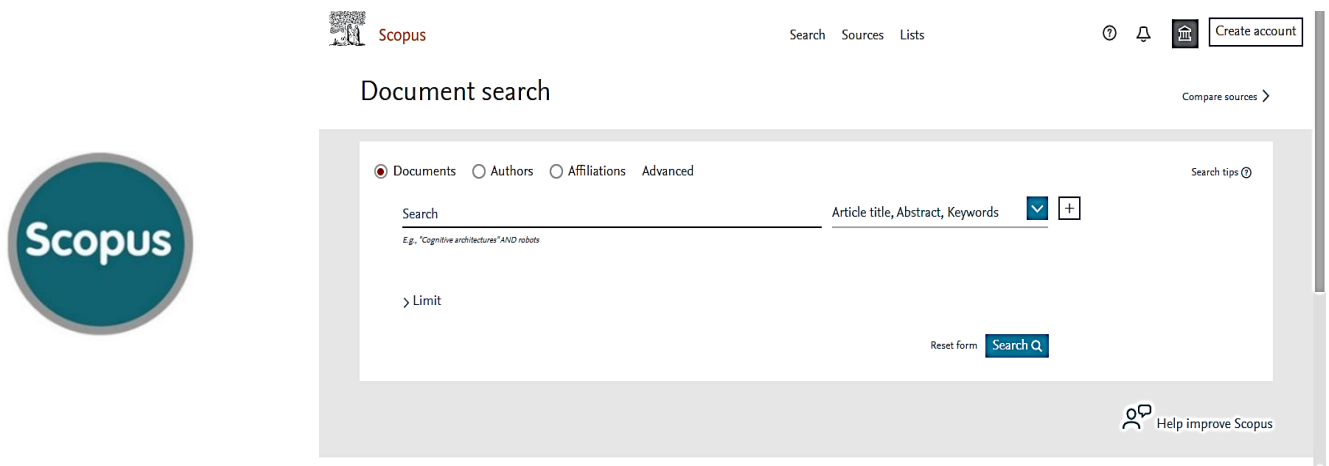 Scopus
Scopus Search Sources Lists Create account
Document search
Compare sources
Documents Authors Affiliations Advanced
Search tips
Search Article title, Abstract, Keywords
E.g., "Cognitive architectures" AND robots
Limit
Reset form Search
Help improve Scopus